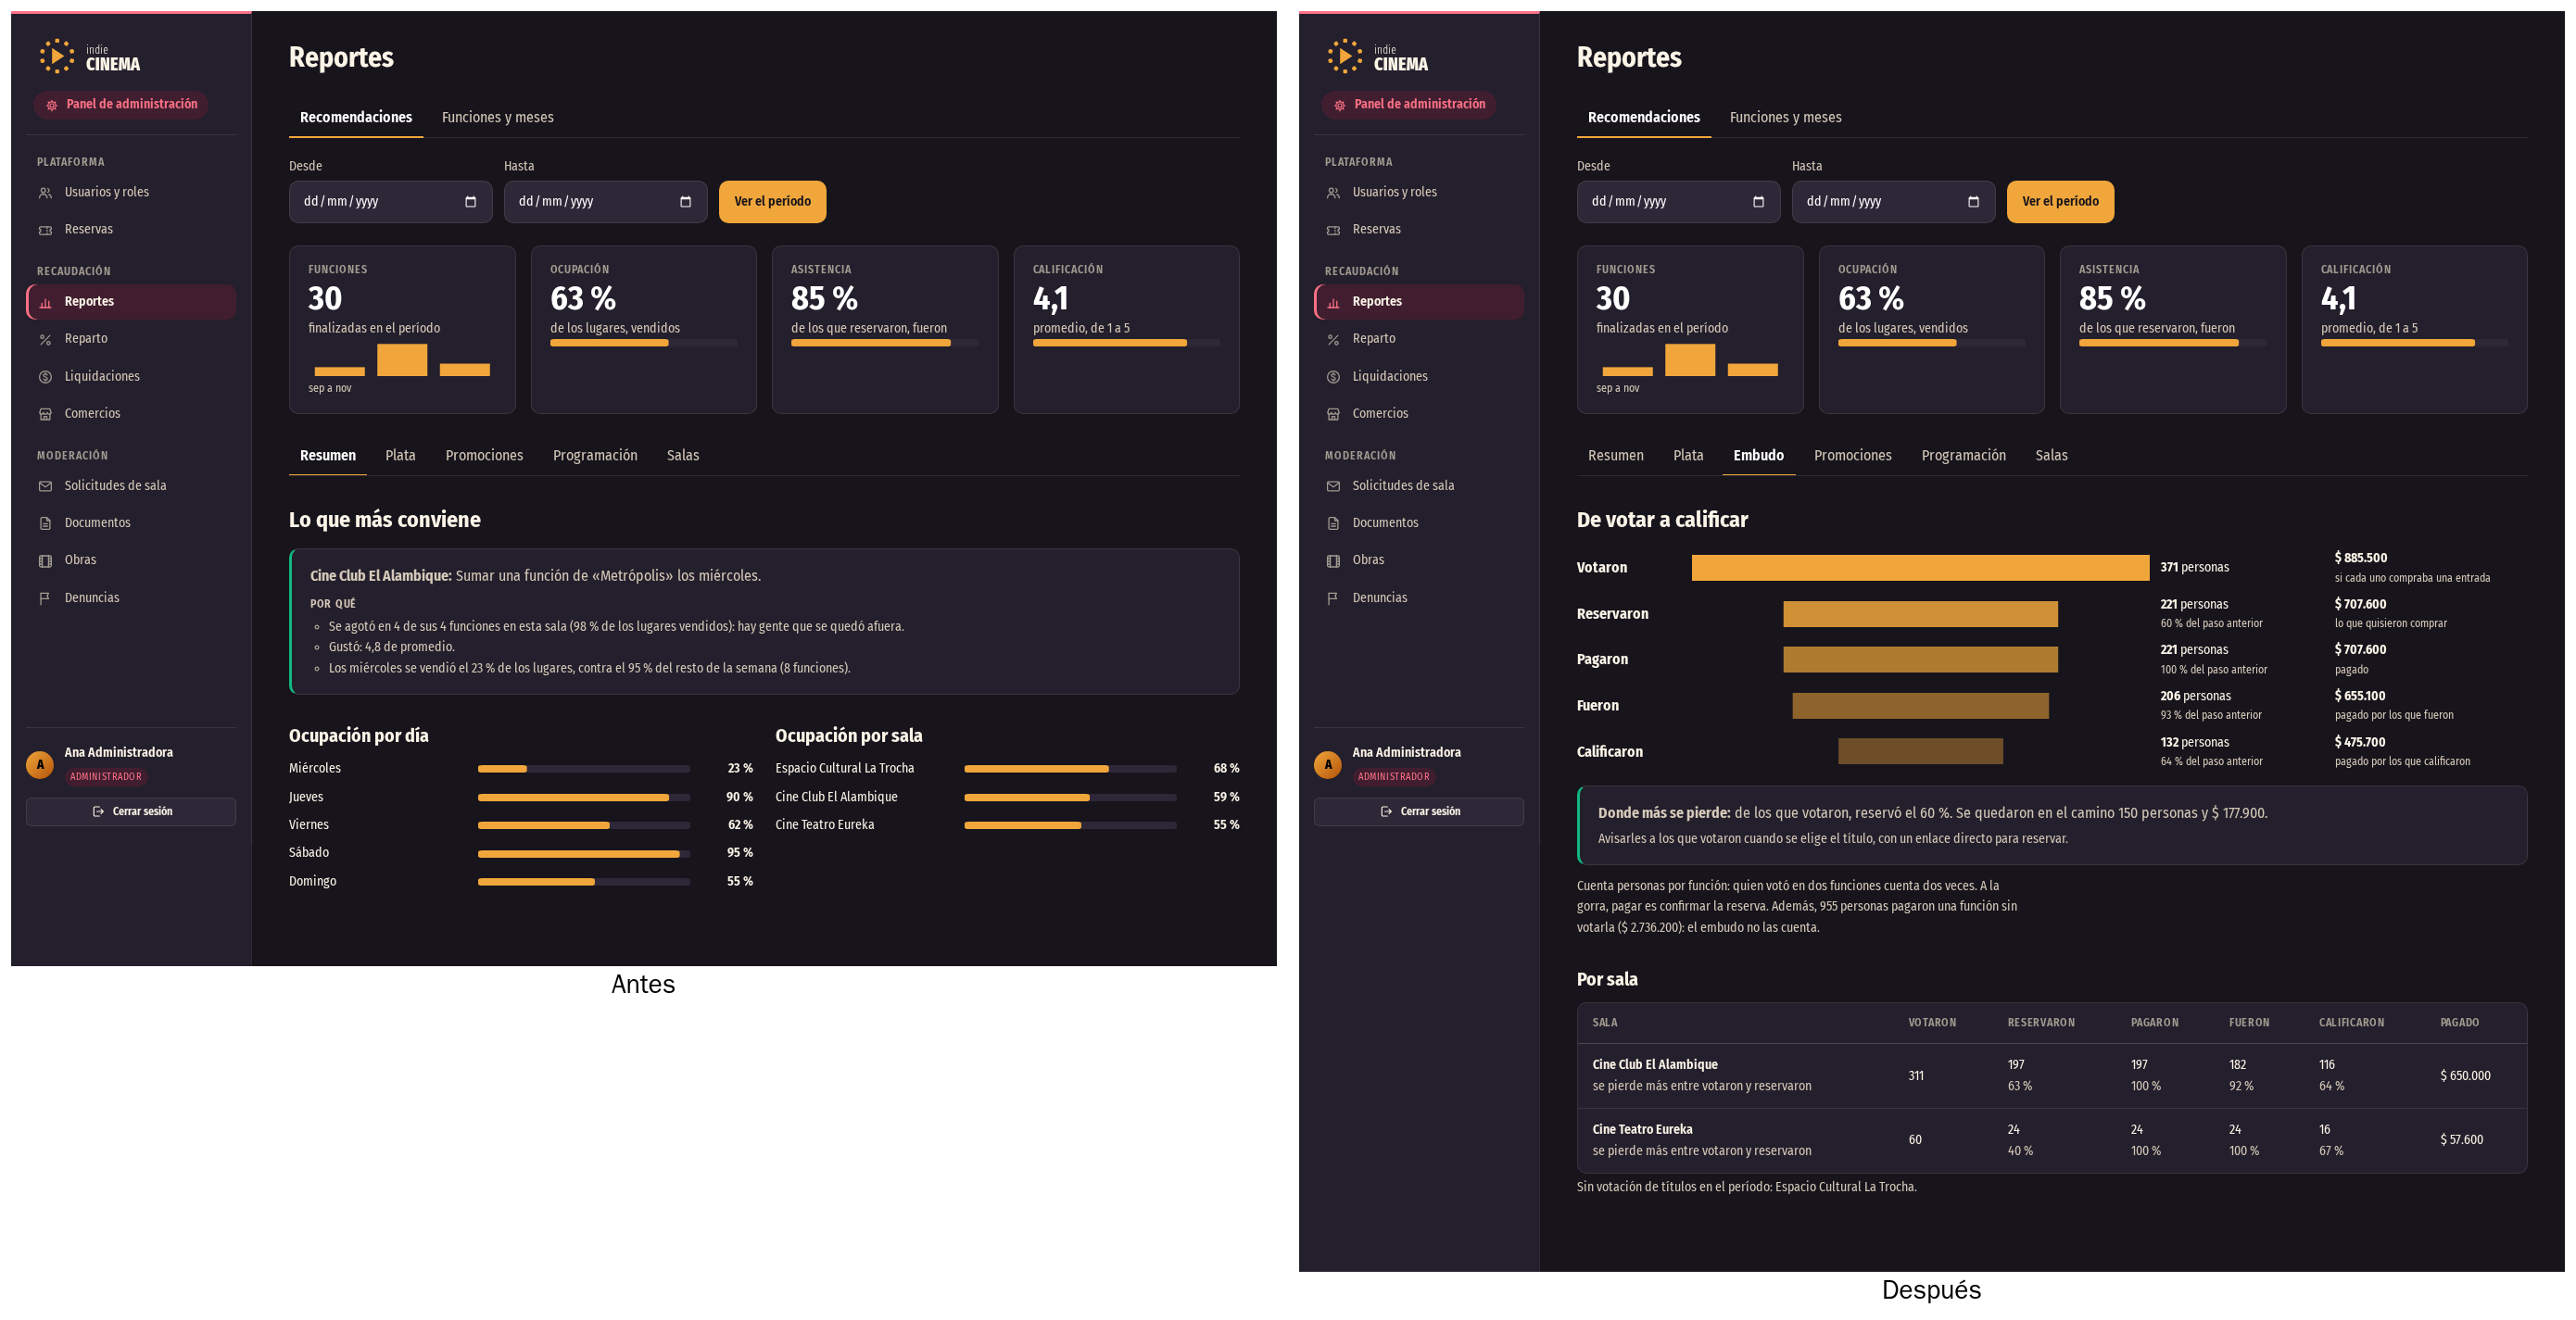 indie
CINEMA
Panel de administración
PLATAFORMA
Usuarios y roles
Reservas
RECAUDACIÓN
Reportes
Reparto
Liquidaciones
Comercios
MODERACIÓN
Solicitudes de sala
Documentos
Obras
Denuncias
A
Ana Administradora
ADMINISTRADOR
Cerrar sesión
Reportes
Recomendaciones Funciones y meses
Desde Hasta
dd/mm/yyyy dd/mm/yyyy Ver el período
FUNCIONES
30
finalizadas en el período
sep a nov
OCUPACIÓN
63 %
de los lugares, vendidos
ASISTENCIA
85 %
de los que reservaron, fueron
CALIFICACIÓN
4,1
promedio, de 1 a 5
Resumen Plata Promociones Programación Salas
Lo que más conviene
Cine Club El Alambique: Sumar una función de «Metrópolis» los miércoles.
POR QUÉ
Se agotó en 4 de sus 4 funciones en esta sala (98 % de los lugares vendidos): hay gente que se quedó afuera.
Gustó: 4,8 de promedio.
Los miércoles se vendió el 23 % de los lugares, contra el 95 % del resto de la semana (8 funciones).
Ocupación por día
Miércoles 23 %
Jueves 90 %
Viernes 62 %
Sábado 95 %
Domingo 55 %
Ocupación por sala
Espacio Cultural La Trocha 68 %
Cine Club El Alambique 59 %
Cine Teatro Eureka 55 %
Antes
indie
CINEMA
Panel de administración
PLATAFORMA
Usuarios y roles
Reservas
RECAUDACIÓN
Reportes
Reparto
Liquidaciones
Comercios
MODERACIÓN
Solicitudes de sala
Documentos
Obras
Denuncias
A
Ana Administradora
ADMINISTRADOR
Cerrar sesión
Reportes
Recomendaciones Funciones y meses
Desde Hasta
dd/mm/yyyy dd/mm/yyyy Ver el período
FUNCIONES
30
finalizadas en el período
sep a nov
OCUPACIÓN
63 %
de los lugares, vendidos
ASISTENCIA
85 %
de los que reservaron, fueron
CALIFICACIÓN
4,1
promedio, de 1 a 5
Resumen Plata Embudo Promociones Programación Salas
De votar a calificar
Votaron 371 personas $ 885.500
si cada uno compraba una entrada
Reservaron 221 personas $ 707.600
60 % del paso anterior lo que quisieron comprar
Pagaron 221 personas $ 707.600
100 % del paso anterior pagado
Fueron 206 personas $ 655.100
93 % del paso anterior pagado por los que fueron
Calificaron 132 personas $ 475.700
64 % del paso anterior pagado por los que calificaron
Donde más se pierde: de los que votaron, reservó el 60 %. Se quedaron en el camino 150 personas y $ 177.900.
Avisarles a los que votaron cuando se elige el título, con un enlace directo para reservar.
Cuenta personas por función: quien votó en dos funciones cuenta dos veces. A la
gorra, pagar es confirmar la reserva. Además, 955 personas pagaron una función sin
votarla ($ 2.736.200): el embudo no las cuenta.
Por sala
SALA VOTARON RESERVARON PAGARON FUERON CALIFICARON PAGADO
Cine Club El Alambique 311 197 197 182 116 $ 650.000
se pierde más entre votaron y reservaron 63 % 100 % 92 % 64 %
Cine Teatro Eureka 60 24 24 24 16 $ 57.600
se pierde más entre votaron y reservaron 40 % 100 % 100 % 67 %
Sin votación de títulos en el período: Espacio Cultural La Trocha.
Después